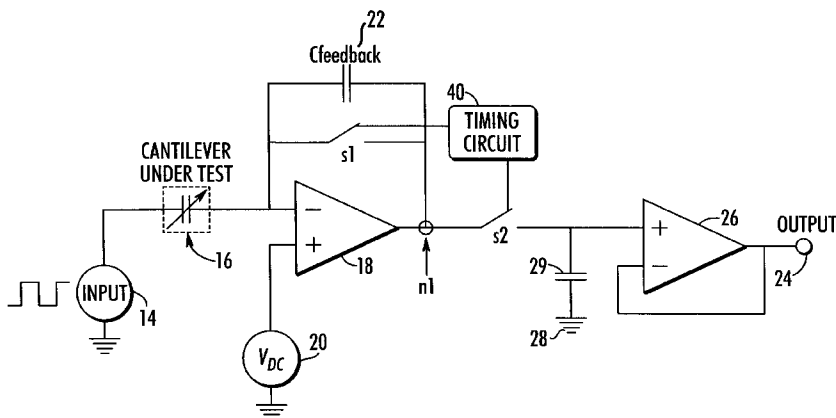 22
Cfeedback
40
TIMING
CIRCUIT
s1
CANTILEVER
UNDER TEST
16
−
+
18
n1
s2
+
−
26
OUTPUT
24
29
28
INPUT
14
VDC
20